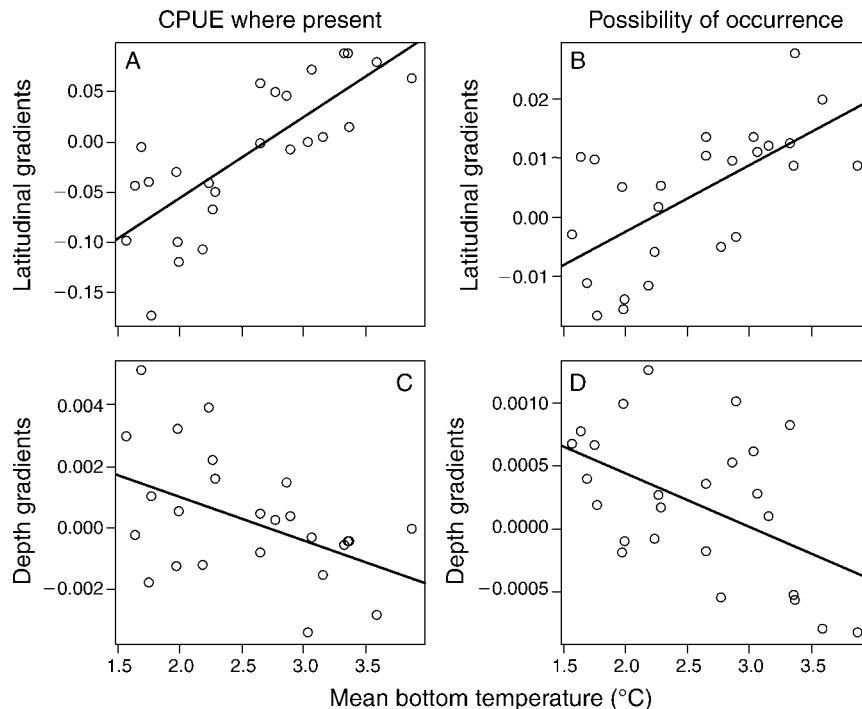 CPUE where present
Possibility of occurrence
A
B
Latitudinal gradients
0.05
0.00
−0.05
−0.10
−0.15
Latitudinal gradients
0.02
0.01
0.00
−0.01
C
D
Depth gradients
0.004
0.002
0.000
−0.002
Depth gradients
0.0010
0.0005
0.0000
−0.0005
1.5 2.0 2.5 3.0 3.5
1.5 2.0 2.5 3.0 3.5
Mean bottom temperature (°C)